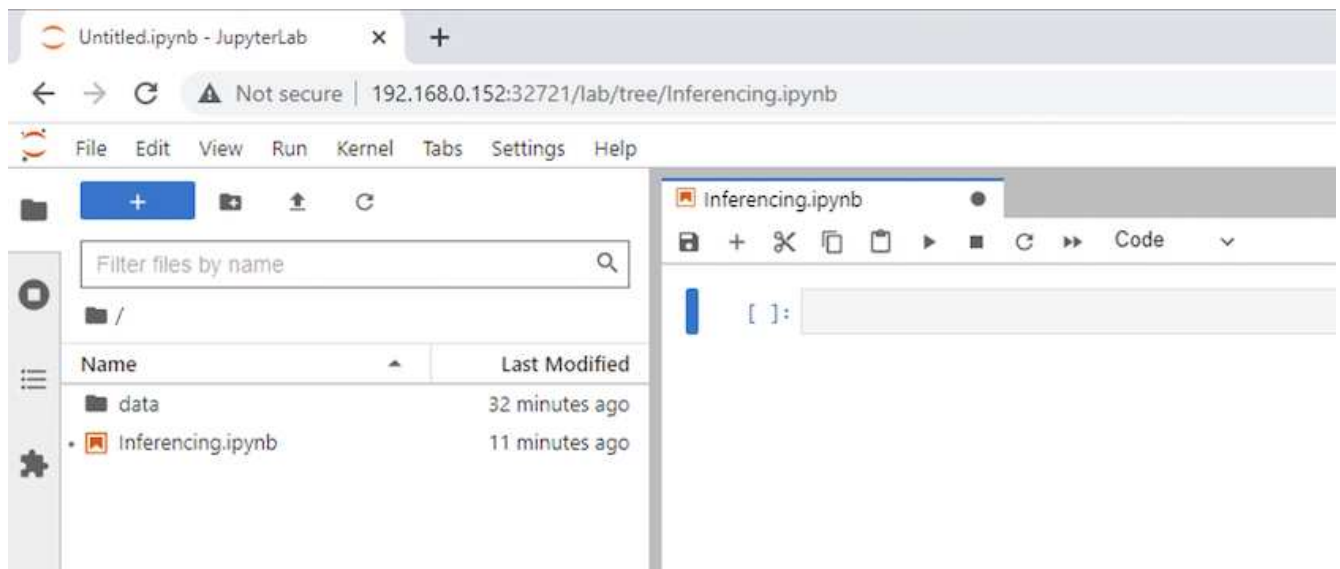 Untitled.ipynb - JupyterLab
Not secure | 192.168.0.152:32721/lab/tree/Inferencing.ipynb
File Edit View Run Kernel Tabs Settings Help
Inferencing.ipynb
Code
Filter files by name
/
[ ]:
Name Last Modified
data 32 minutes ago
Inferencing.ipynb 11 minutes ago